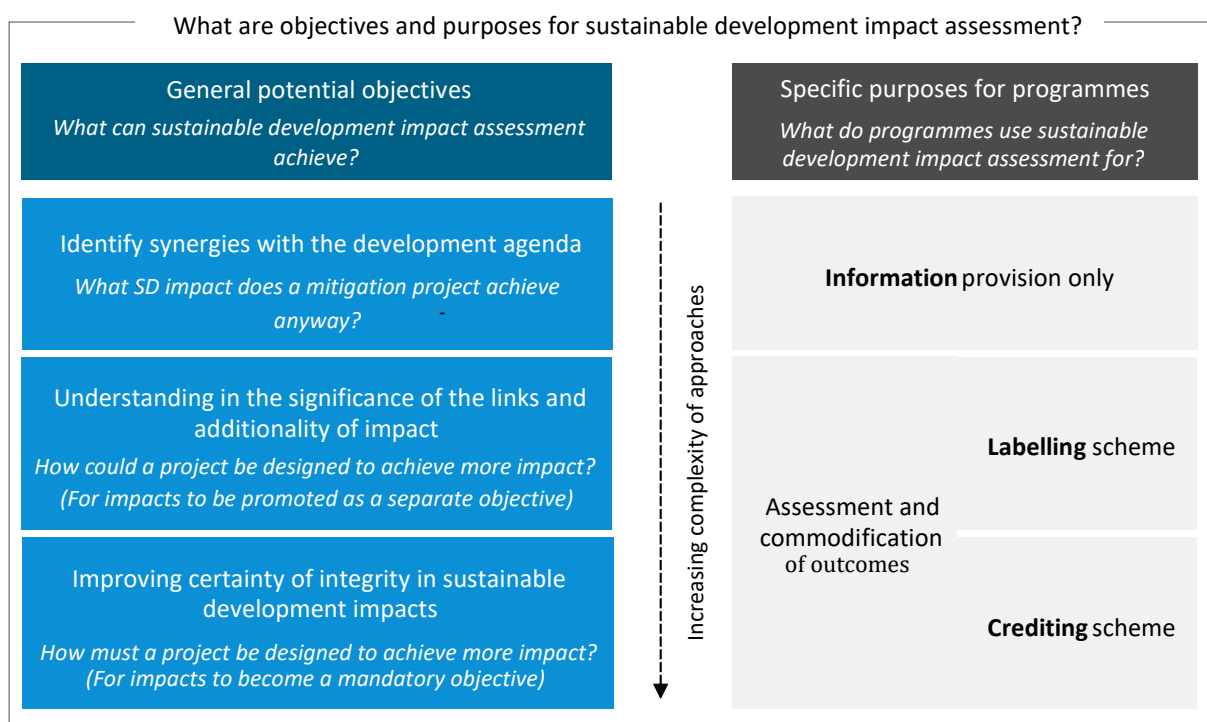 What are objectives and purposes for sustainable development impact assessment?
General potential objectives
What can sustainable development impact assessment
achieve?
Identify synergies with the development agenda
What SD impact does a mitigation project achieve
anyway?
-
Understanding in the significance of the links and
additionality of impact
How could a project be designed to achieve more impact?
(For impacts to be promoted as a separate objective)
Improving certainty of integrity in sustainable
development impacts
How must a project be designed to achieve more impact?
(For impacts to become a mandatory objective)
Increasing complexity of approaches
Specific purposes for programmes
What do programmes use sustainable
development impact assessment for?
Information provision only
Assessment and
commodification
of outcomes
Labelling scheme
Crediting scheme